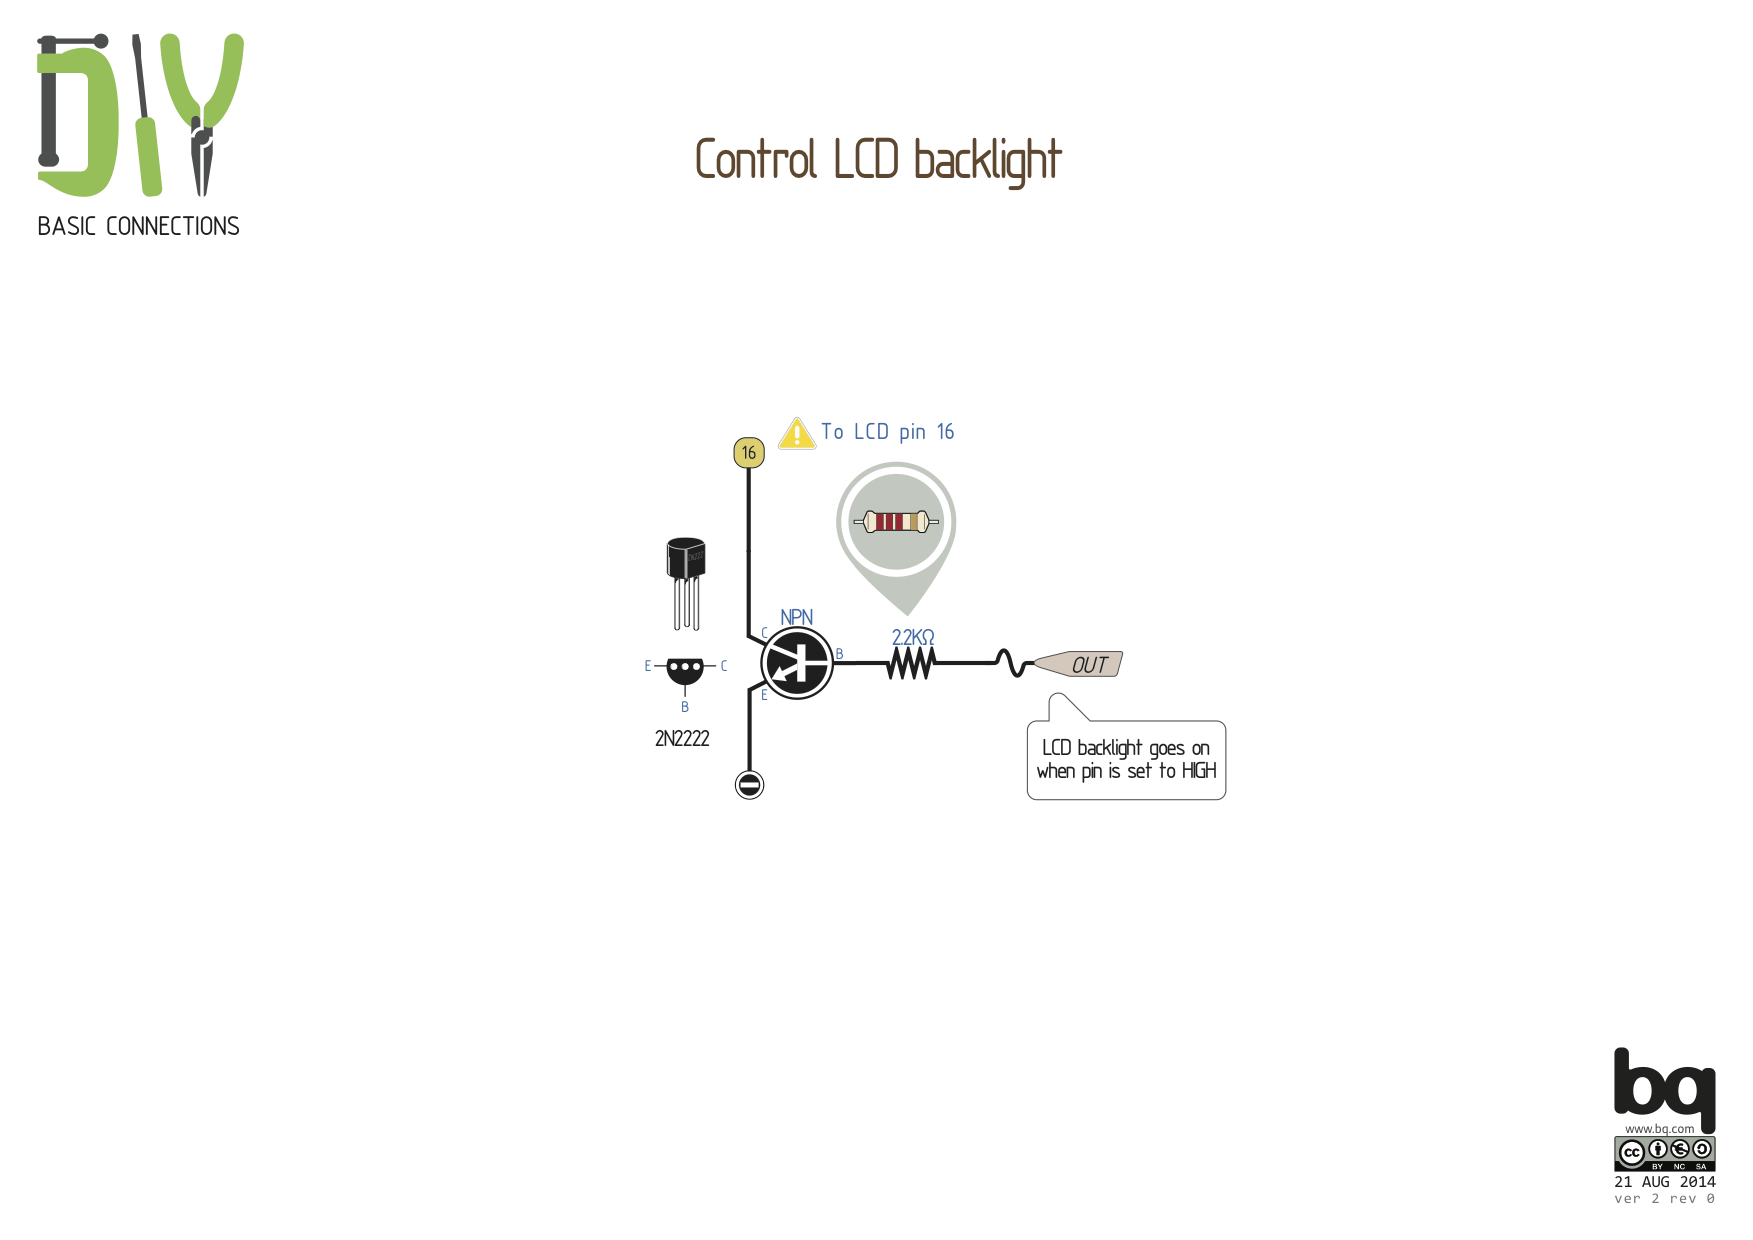 DIY
BASIC CONNECTIONS
Control LCD backlight
To LCD pin 16
16
NPN
C
B
E
2.2KΩ
OUT
E
C
B
2N2222
LCD backlight goes on
when pin is set to HIGH
bq
www.bq.com
cc
BY NC SA
21 AUG 2014
ver 2 rev 0